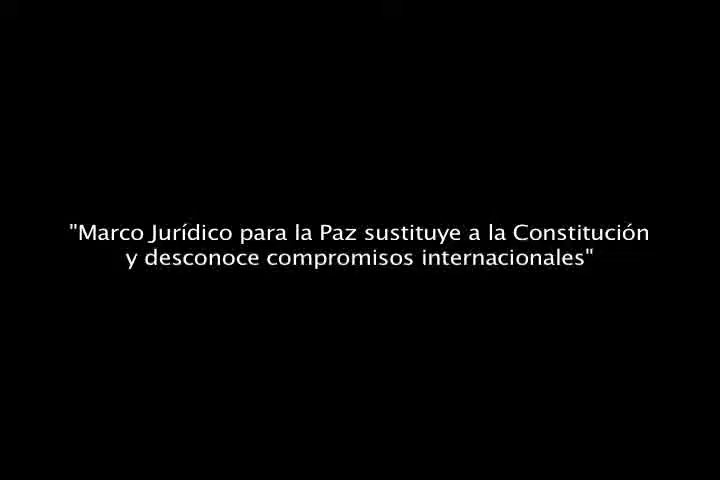 "Marco Jurídico para la Paz sustituye a la Constitución
y desconoce compromisos internacionales"